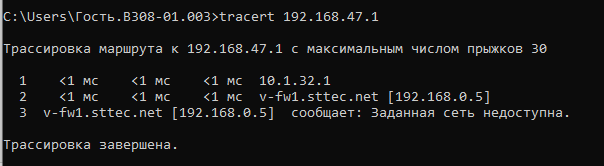 C:\Users\Гость.B308-01.003>tracert 192.168.47.1
Трассировка маршрута к 192.168.47.1 с максимальным числом прыжков 30
1 <1 мс <1 мс <1 мс 10.1.32.1
2 <1 мс <1 мс <1 мс v-fw1.sttec.net [192.168.0.5]
3 v-fw1.sttec.net [192.168.0.5] сообщает: Заданная сеть недоступна.
Трассировка завершена.